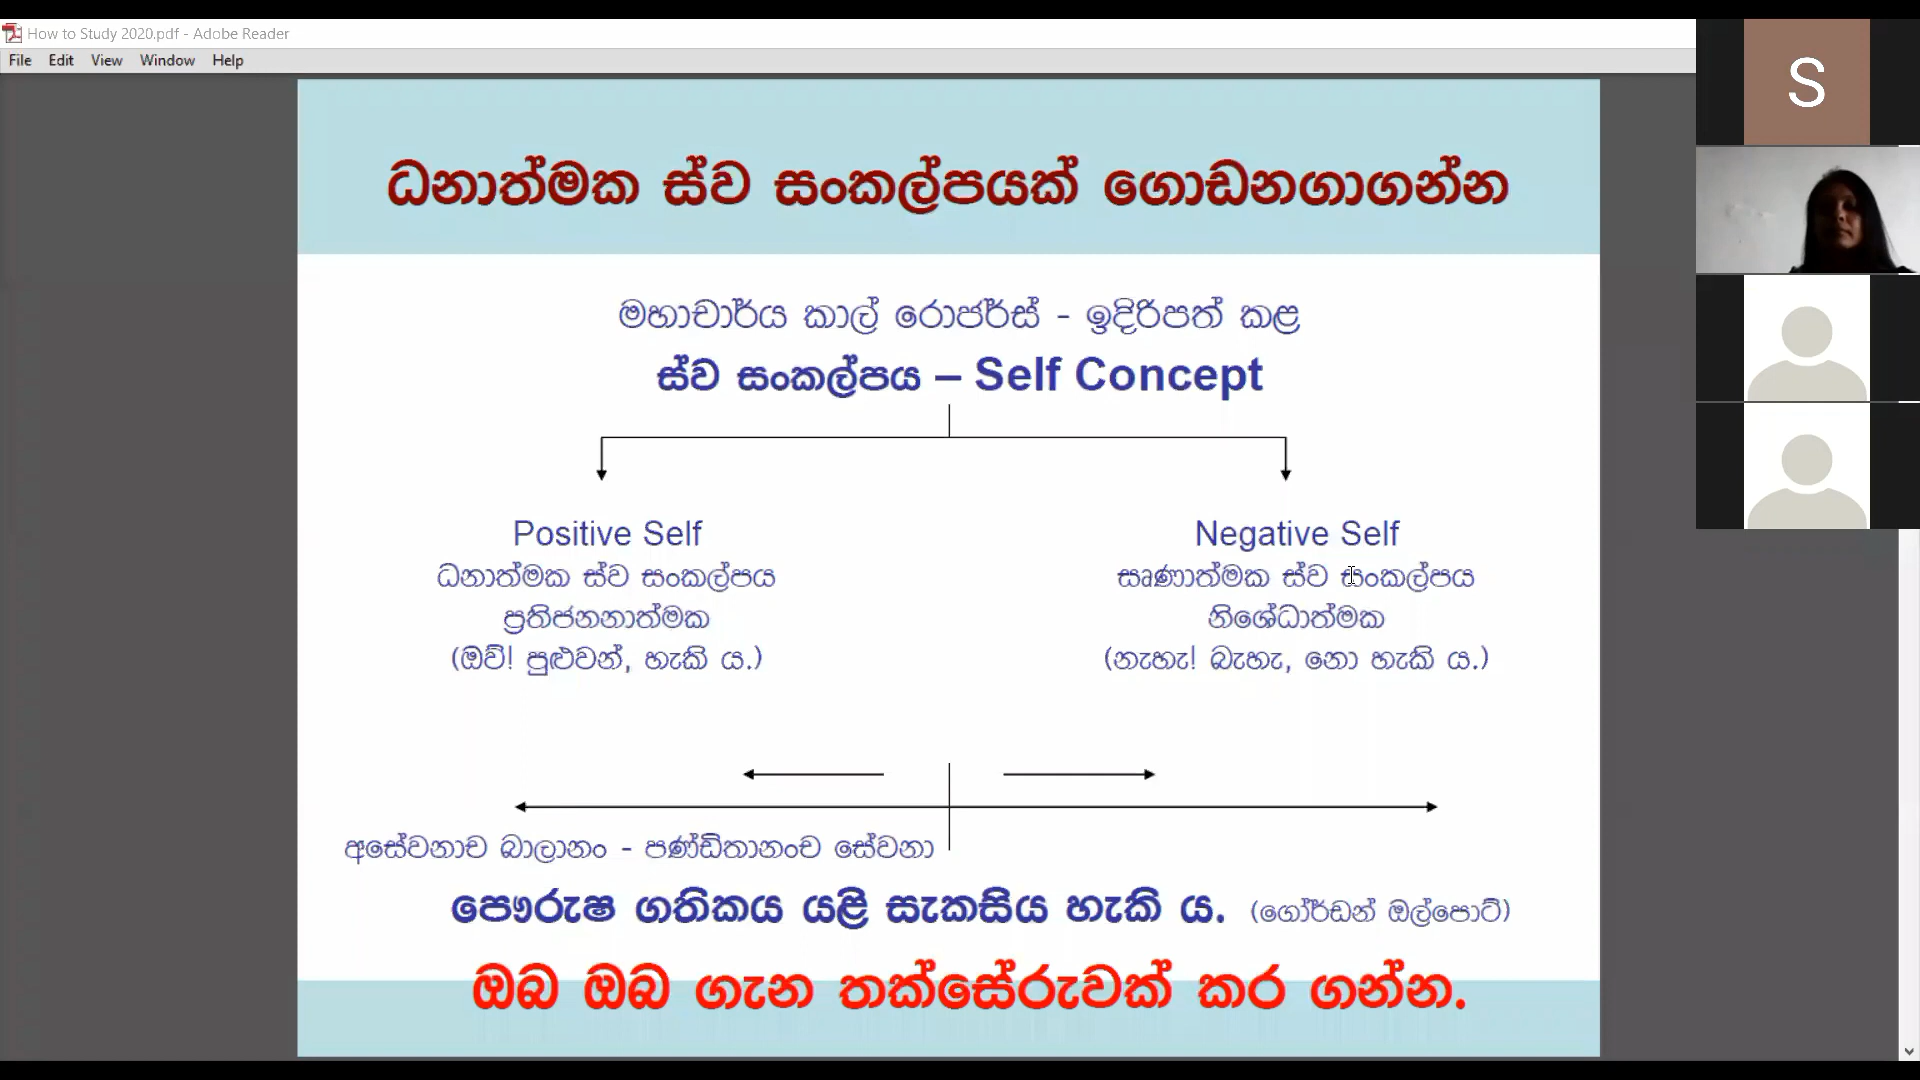 How to Study 2020.pdf - Adobe Reader
File Edit View Window Help
S
ධනාත්මක ස්ව සංකල්පයක් ගොඩනගාගන්න
මහාචාර්ය කාල් රොජර්ස් - ඉදිරිපත් කළ
ස්ව සංකල්පය – Self Concept
Positive Self
ධනාත්මක ස්ව සංකල්පය
ප්‍රතිජනනාත්මක
(ඔව්! පුළුවන්, හැකි ය.)
Negative Self
සෘණාත්මක ස්ව සංකල්පය
නිශේධාත්මක
(නැහැ! බැහැ, නො හැකි ය.)
අසේවනාච බාලානං - පණ්ඩිතානංච සේවනා
පෞරුෂ ගතිකය යළි සැකසිය හැකි ය. (ගෝර්ඩන් ඔල්පොට්)
ඔබ ඔබ ගැන තක්සේරුවක් කර ගන්න.